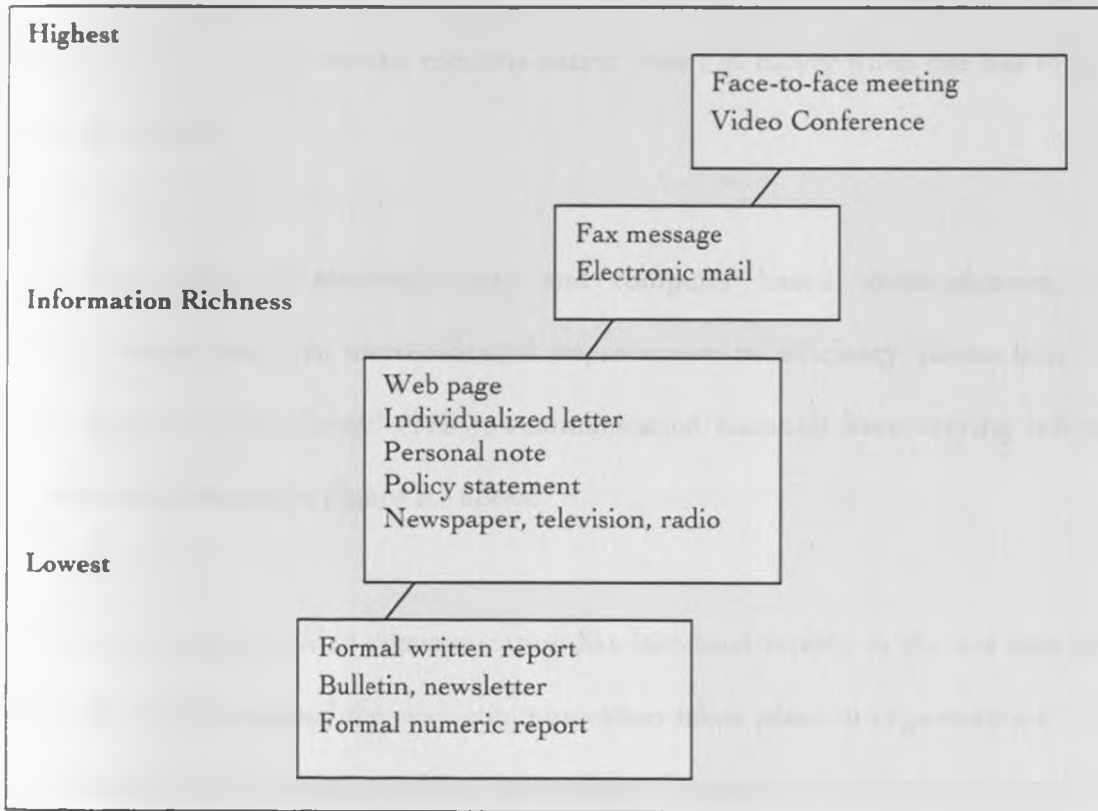 Highest
Face-to-face meeting
Video Conference
Fax message
Electronic mail
Information Richness
Web page
Individualized letter
Personal note
Policy statement
Newspaper, television, radio
Lowest
Formal written report
Bulletin, newsletter
Formal numeric report